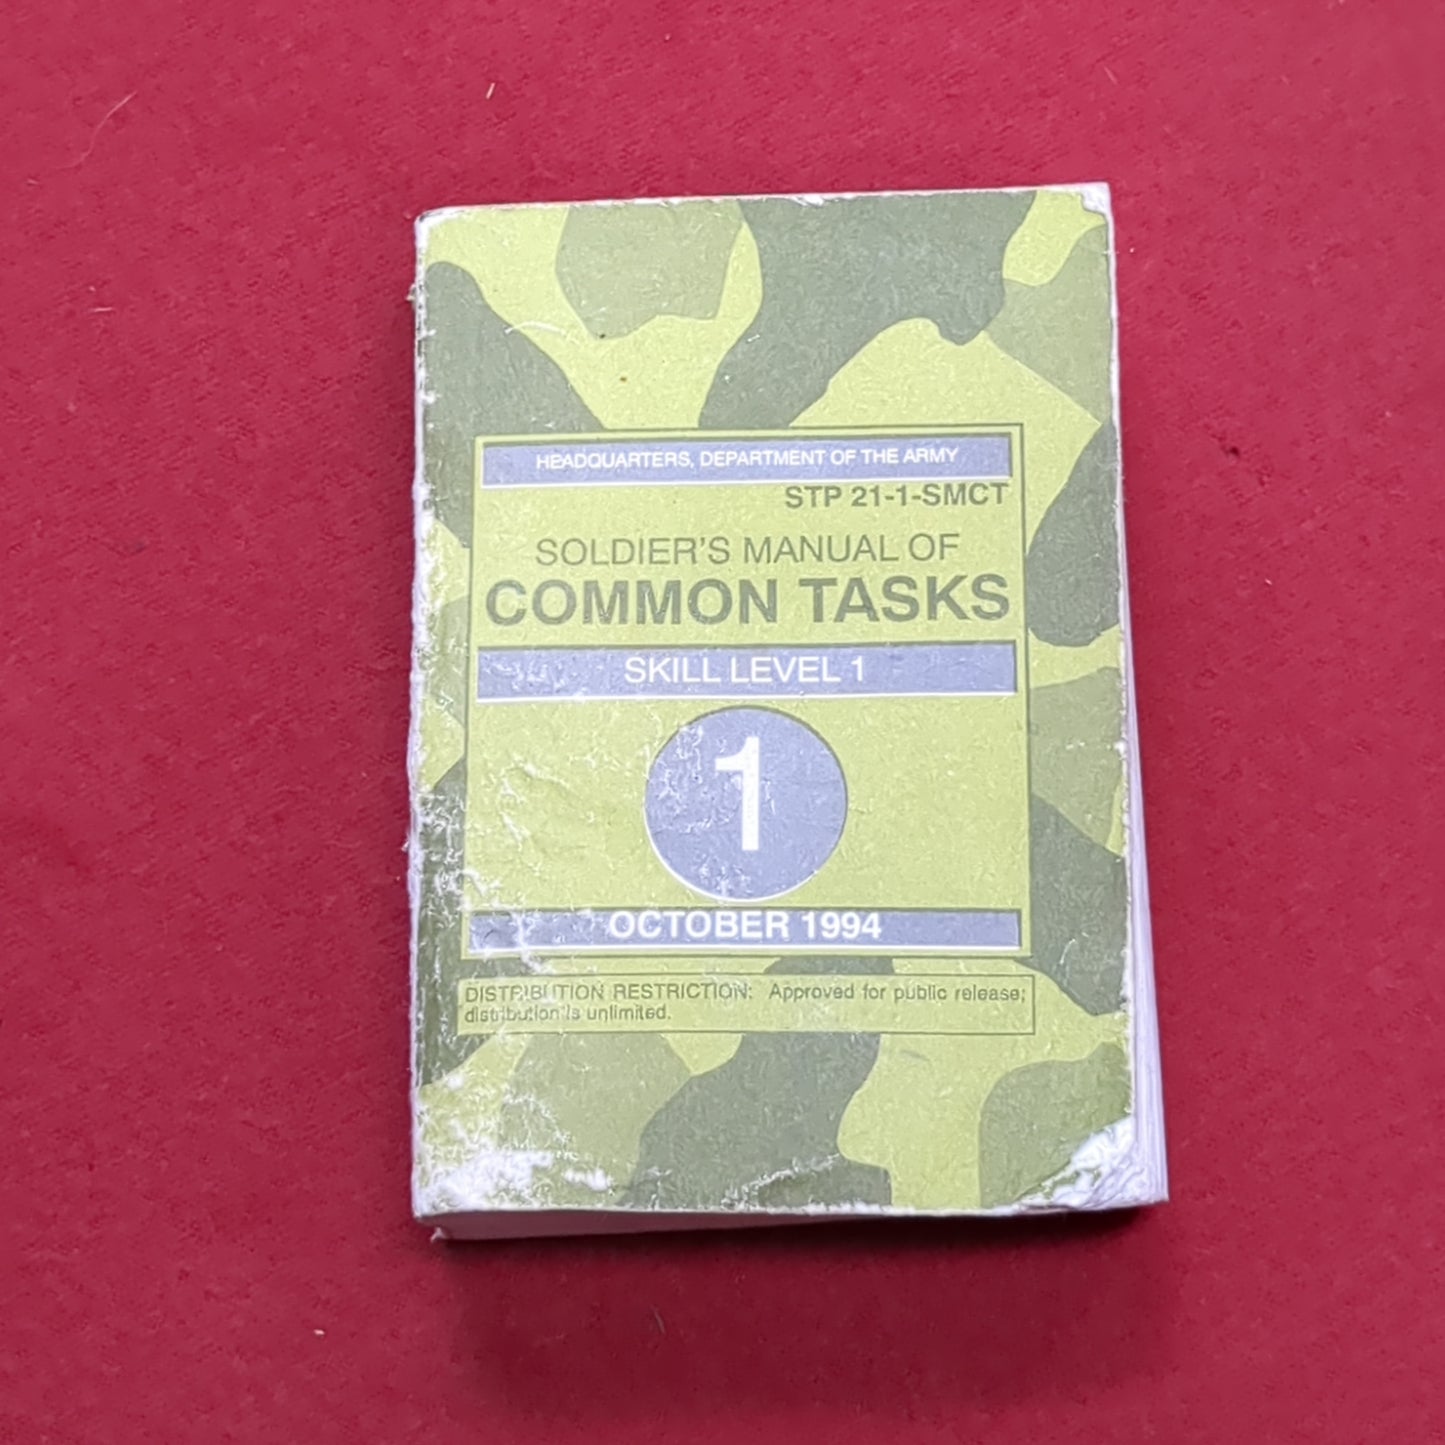 HEADQUARTERS, DEPARTMENT OF THE ARMY
STP 21-1-SMCT
SOLDIER'S MANUAL OF
COMMON TASKS
SKILL LEVEL 1
1
OCTOBER 1994
DISTRIBUTION RESTRICTION: Approved for public release;
distribution is unlimited.